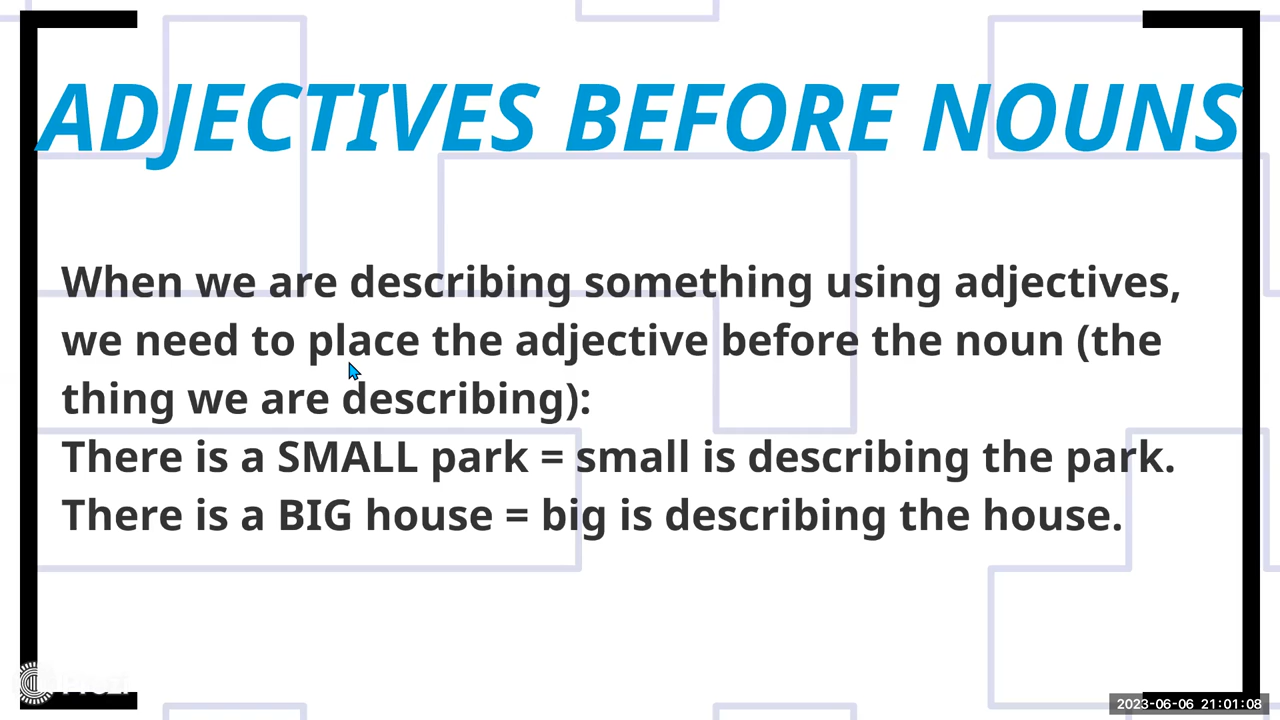 ADJECTIVES BEFORE NOUNS
When we are describing something using adjectives,
we need to place the adjective before the noun (the
thing we are describing):
There is a SMALL park = small is describing the park.
There is a BIG house = big is describing the house.
2023-06-06 21:01:08